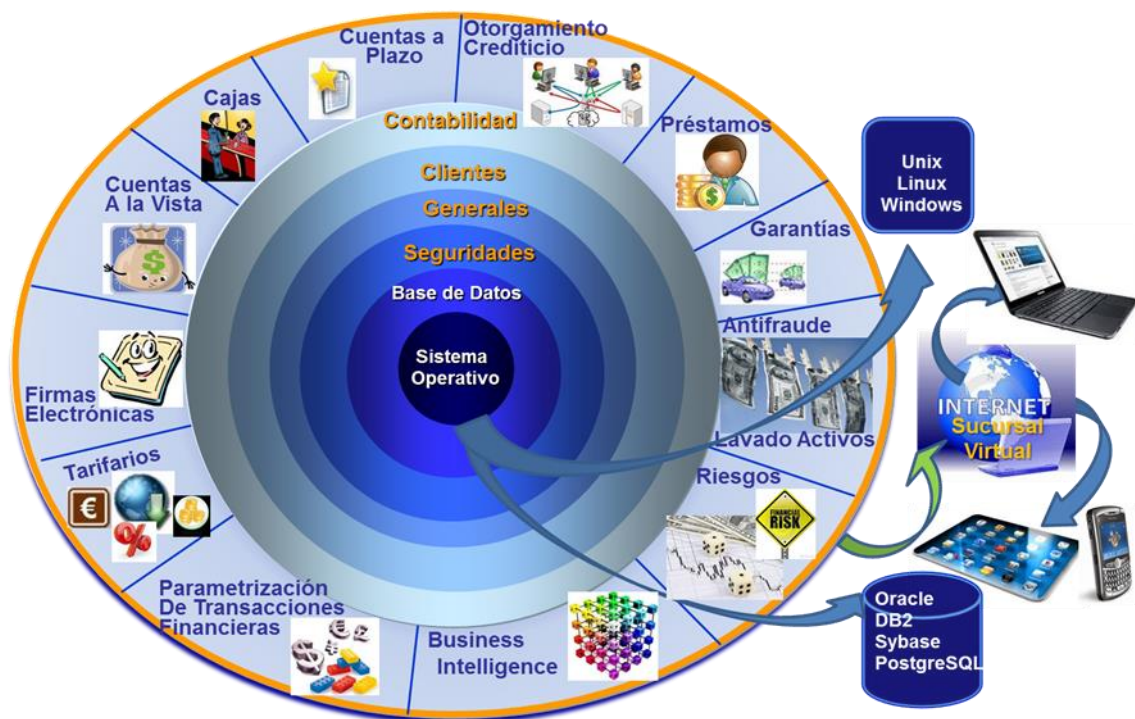 Cuentas a
Plazo
Otorgamiento
Crediticio
Cajas
Préstamos
Cuentas
A la Vista
Garantías
Antifraude
Lavado Activos
Firmas
Electrónicas
Riesgos
FINANCIAL
RISK
Tarifarios
Parametrización
De Transacciones
Financieras
Business
Intelligence
Contabilidad
Clientes
Generales
Seguridades
Base de Datos
Sistema
Operativo
Unix
Linux
Windows
INTERNET
Sucursal
Virtual
Oracle
DB2
Sybase
PostgreSQL